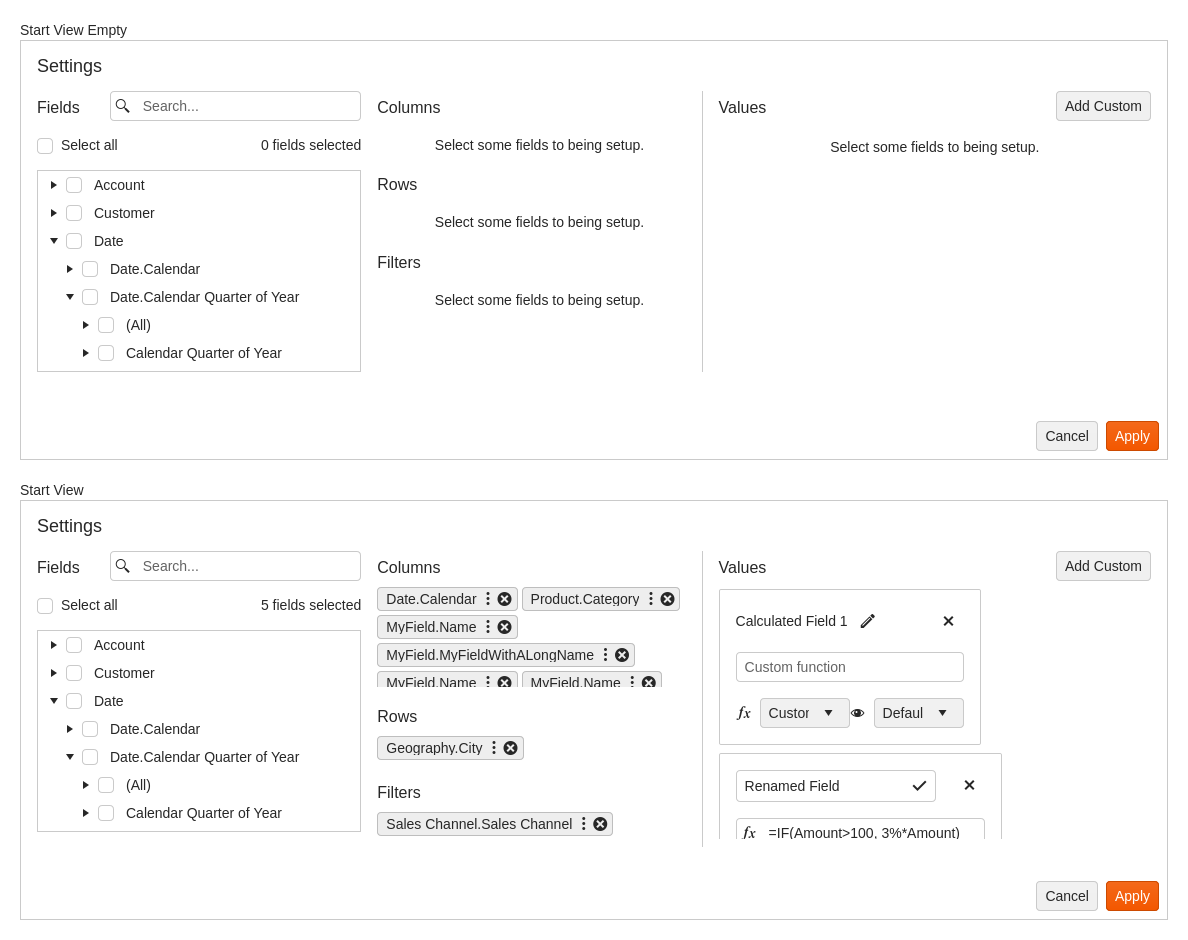 Start View Empty
Settings
Fields
Search...
Select all
0 fields selected
Account
Customer
Date
Date.Calendar
Date.Calendar Quarter of Year
(All)
Calendar Quarter of Year
Columns
Select some fields to being setup.
Rows
Select some fields to being setup.
Filters
Select some fields to being setup.
Values
Add Custom
Select some fields to being setup.
Cancel
Apply
Start View
Settings
Fields
Search...
Select all
5 fields selected
Account
Customer
Date
Date.Calendar
Date.Calendar Quarter of Year
(All)
Calendar Quarter of Year
Columns
Date.Calendar
Product.Category
MyField.Name
MyField.MyFieldWithALongName
MyField.Name
MyField.Name
Rows
Geography.City
Filters
Sales Channel.Sales Channel
Values
Add Custom
Calculated Field 1
Custom function
fx
Custor
Defaul
Renamed Field
fx =IF(Amount>100, 3%*Amount)
Cancel
Apply